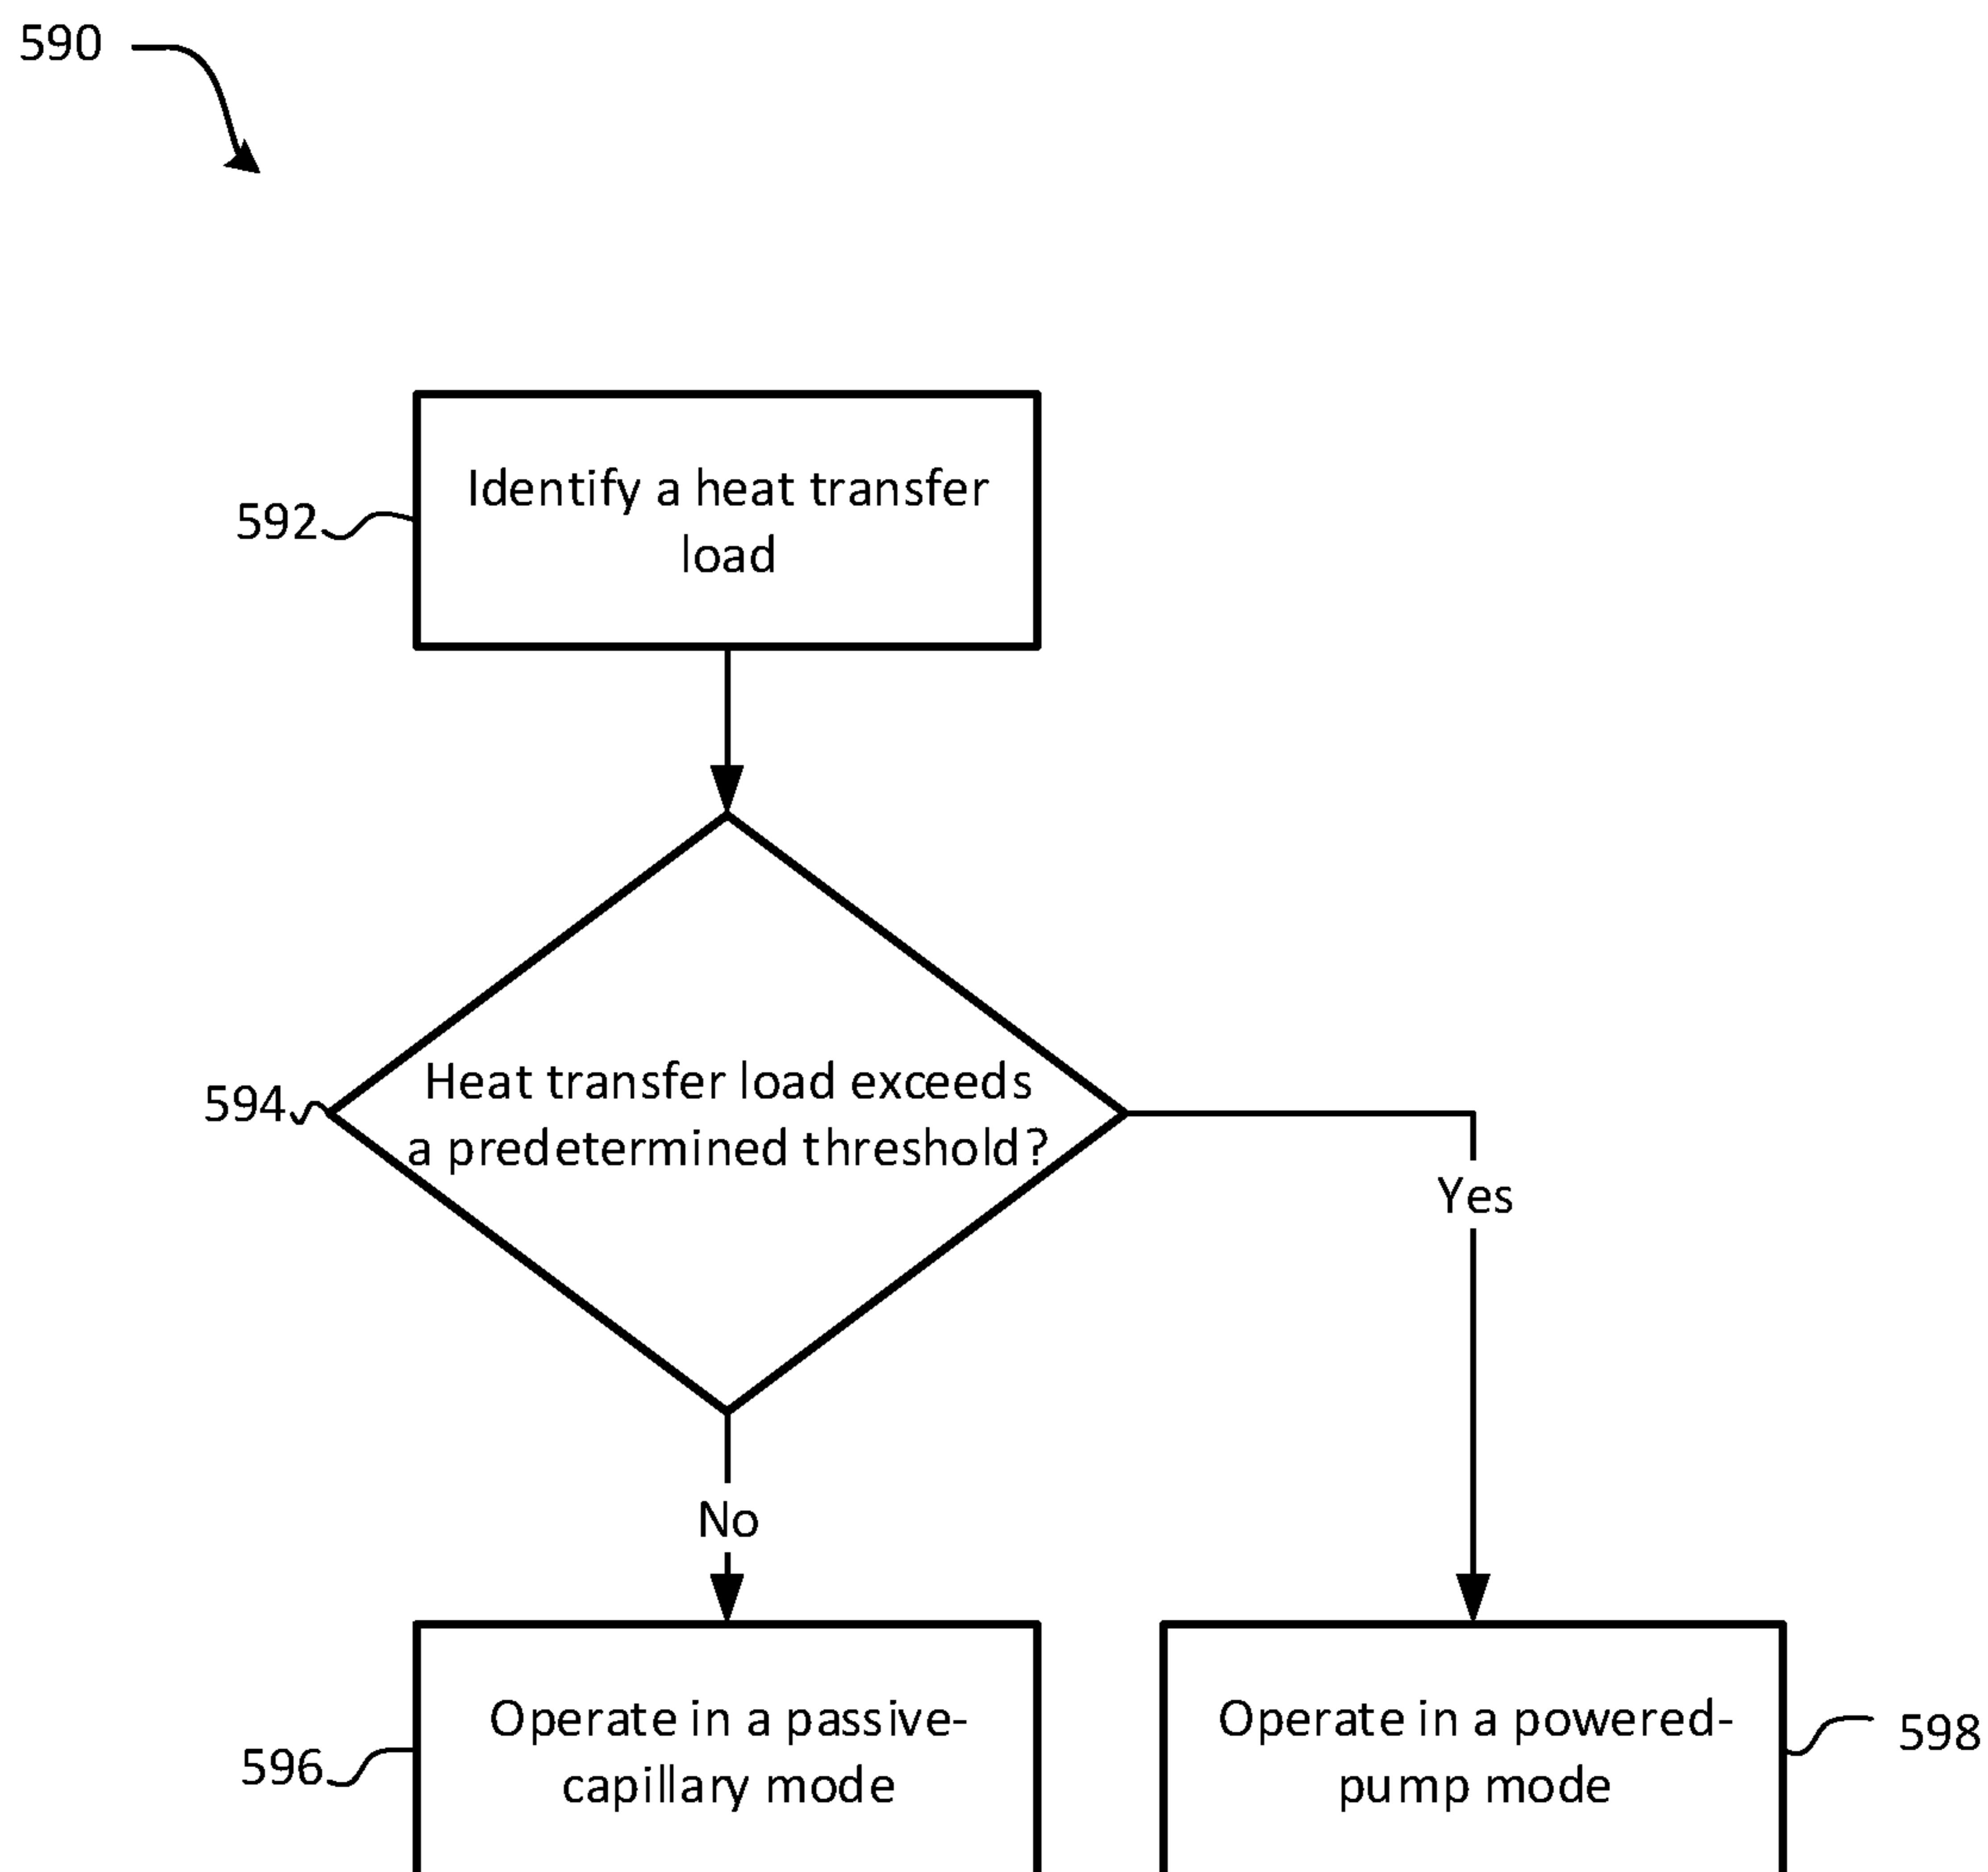 590
Identify a heat transfer
load
592
Heat transfer load exceeds
a predetermined threshold?
594
Yes
No
Operate in a passive-
capillary mode
596
Operate in a powered-
pump mode
598